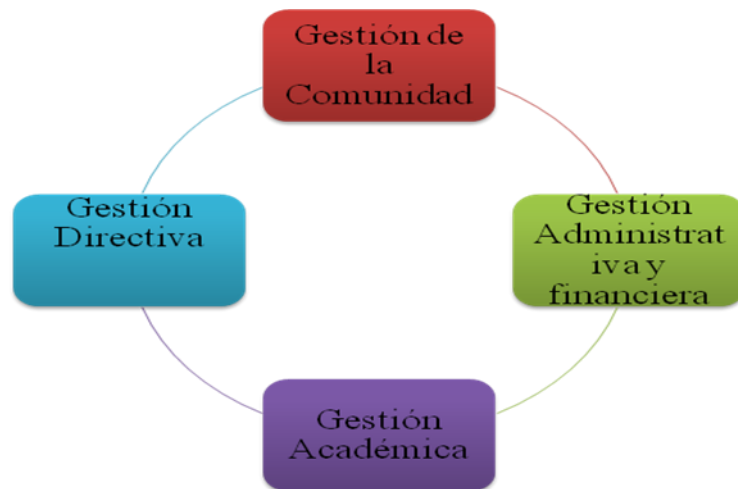 Gestión de
la
Comunidad
Gestión
Directiva
Gestión
Administrat
iva y
financiera
Gestión
Académica